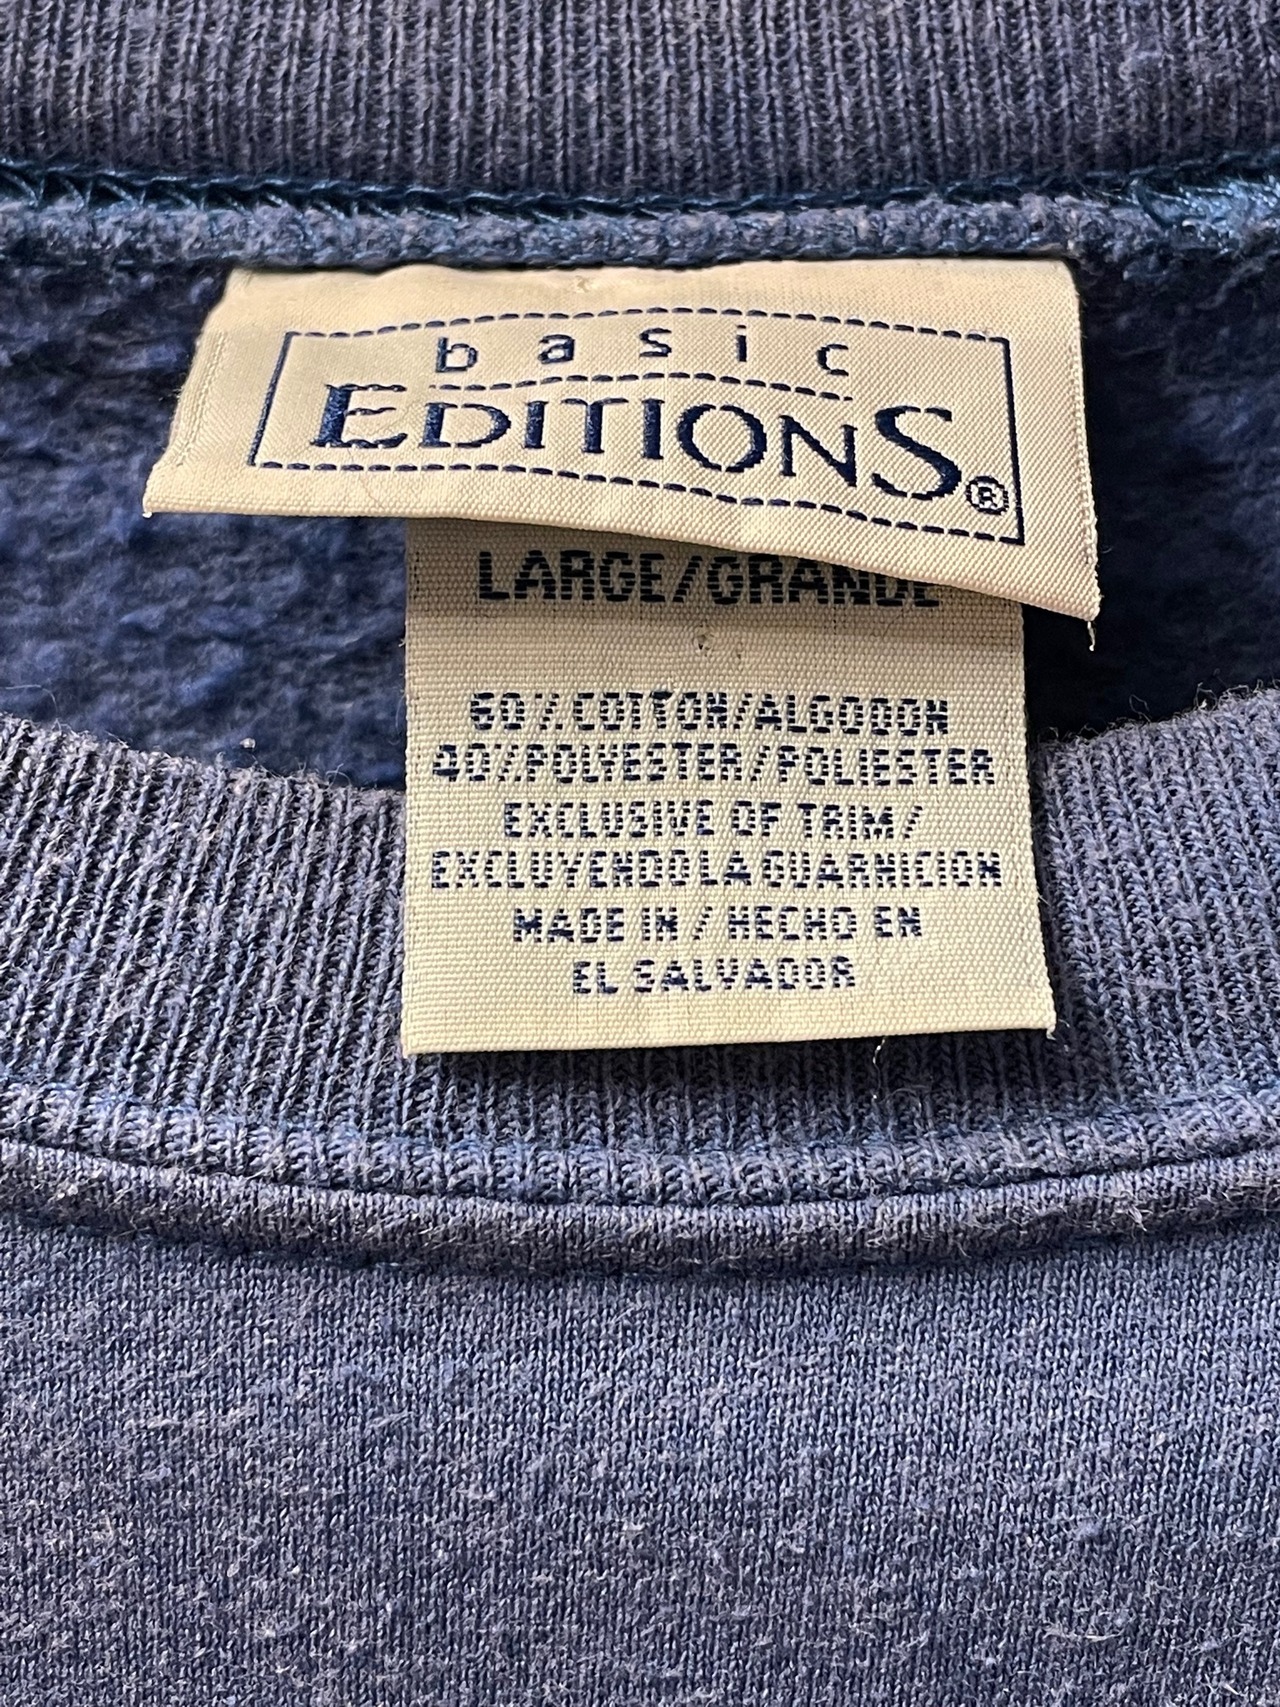 basic
EDITIONS®
LARGE/GRANDE
60% COTTON/ALGODON
40% POLYESTER/POLIESTER
EXCLUSIVE OF TRIM/
EXCLUYENDO LA GUARNICION
MADE IN / HECHO EN
EL SALVADOR